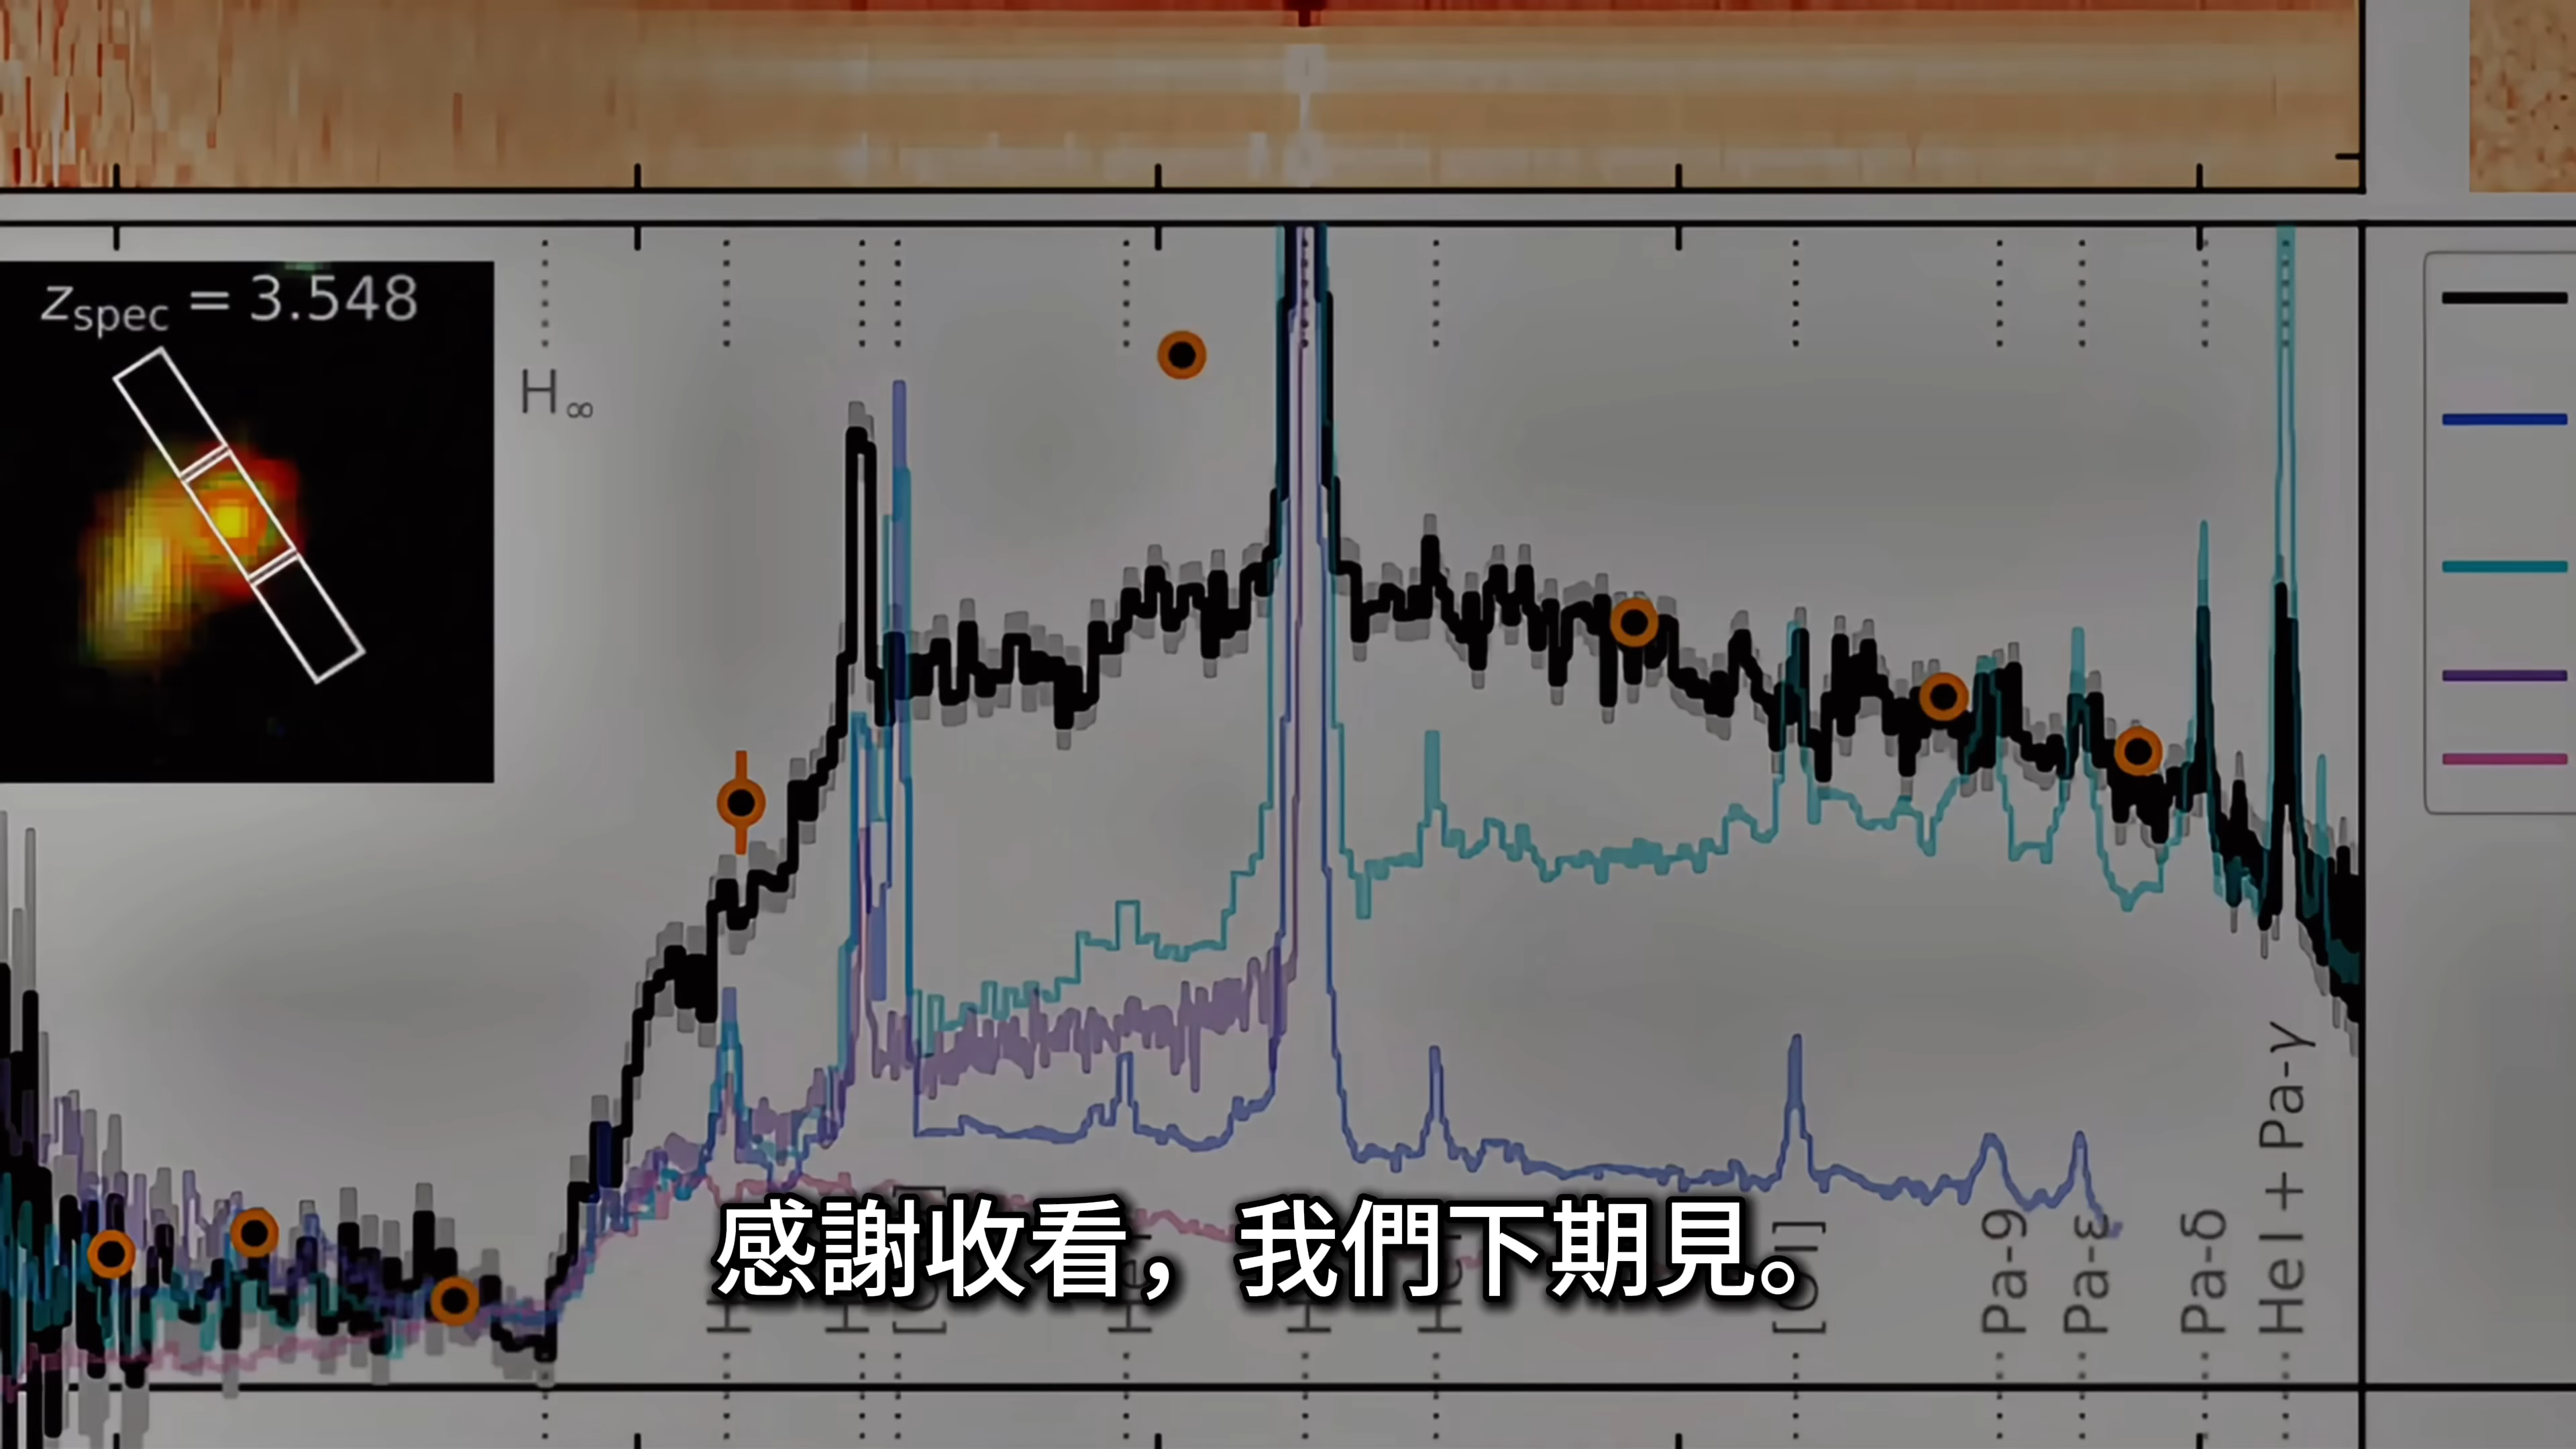 z_spec = 3.548
H∞
感謝收看，我們下期見。
Pa-9
Pa-ε
Pa-δ
HeI + Pa-γ